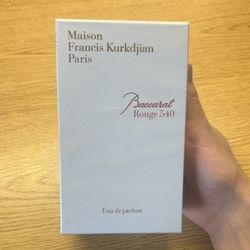 Maison
Francis Kurkdjian
Paris
Baccarat
Rouge 540
Eau de parfum